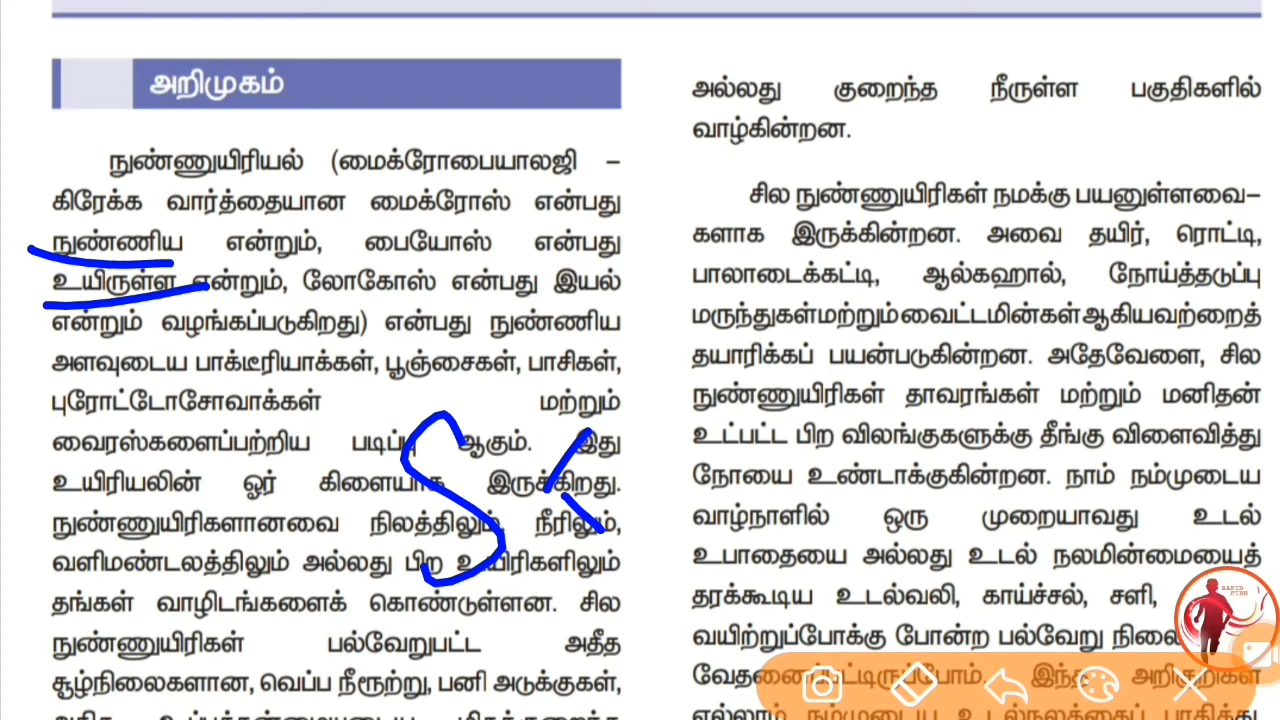 அறிமுகம்
நுண்ணுயிரியல் (மைக்ரோபையாலஜி –
கிரேக்க வார்த்தையான மைக்ரோஸ் என்பது
நுண்ணிய என்றும், பையோஸ் என்பது
உயிருள்ள என்றும், லோகோஸ் என்பது இயல்
என்றும் வழங்கப்படுகிறது) என்பது நுண்ணிய
அளவுடைய பாக்டீரியாக்கள், பூஞ்சைகள், பாசிகள்,
புரோட்டோசோவாக்கள் மற்றும்
வைரஸ்களைப்பற்றிய படிப்பு ஆகும். இது
உயிரியலின் ஓர் கிளையாக இருக்கிறது.
நுண்ணுயிரிகளானவை நிலத்திலும், நீரிலும்,
வளிமண்டலத்திலும் அல்லது பிற உயிரிகளிலும்
தங்கள் வாழிடங்களைக் கொண்டுள்ளன. சில
நுண்ணுயிரிகள் பல்வேறுபட்ட அதீத
சூழ்நிலைகளான, வெப்ப நீரூற்று, பனி அடுக்குகள்,
அல்லது குறைந்த நீருள்ள பகுதிகளில்
வாழ்கின்றன.
சில நுண்ணுயிரிகள் நமக்கு பயனுள்ளவை–
களாக இருக்கின்றன. அவை தயிர், ரொட்டி,
பாலாடைக்கட்டி, ஆல்கஹால், நோய்த்தடுப்பு
மருந்துகள் மற்றும் வைட்டமின்கள் ஆகியவற்றைத்
தயாரிக்கப் பயன்படுகின்றன. அதேவேளை, சில
நுண்ணுயிரிகள் தாவரங்கள் மற்றும் மனிதன்
உட்பட்ட பிற விலங்குகளுக்கு தீங்கு விளைவித்து
நோயை உண்டாக்குகின்றன. நாம் நம்முடைய
வாழ்நாளில் ஒரு முறையாவது உடல்
உபாதையை அல்லது உடல் நலமின்மையைத்
தரக்கூடிய உடல்வலி, காய்ச்சல், சளி,
வயிற்றுப்போக்கு போன்ற பல்வேறு
வேதனைப்பட்டிருப்போம். இந்த அறிகுறிகள்
RAPID